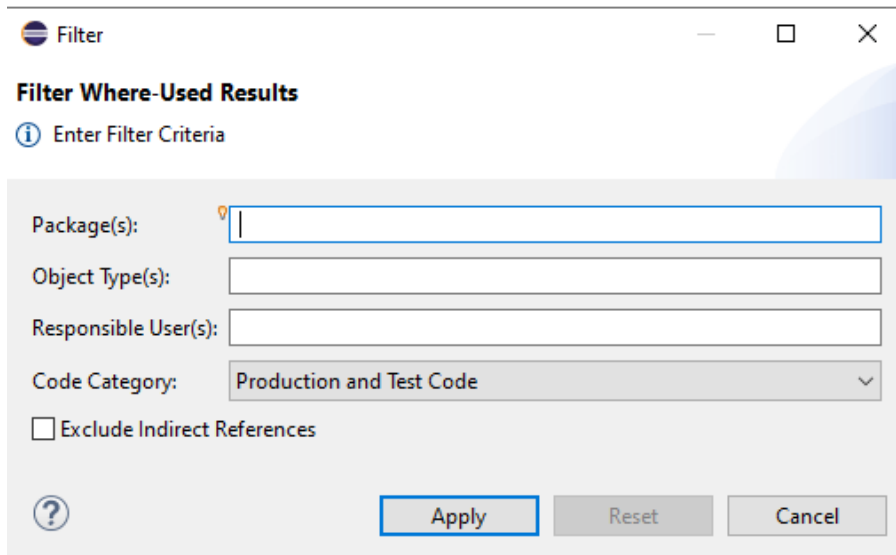 Filter
Filter Where-Used Results
Enter Filter Criteria
Package(s):
Object Type(s):
Responsible User(s):
Code Category: Production and Test Code
Exclude Indirect References
Apply Reset Cancel